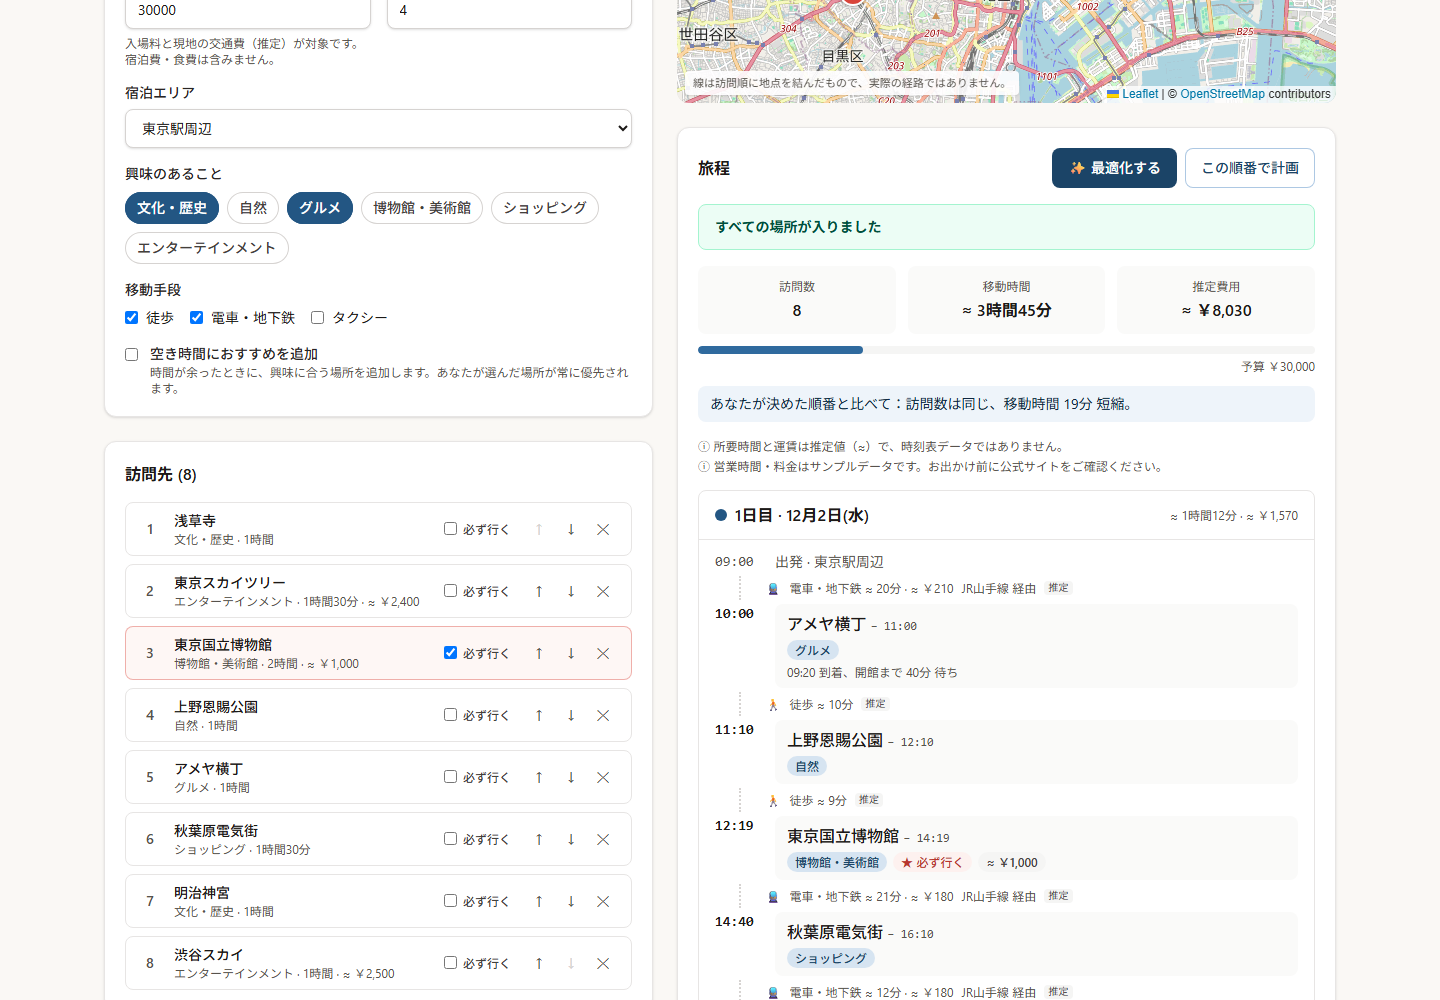 30000
4
入場料と現地の交通費（推定）が対象です。
宿泊費・食費は含みません。
宿泊エリア
東京駅周辺
興味のあること
文化・歴史
自然
グルメ
博物館・美術館
ショッピング
エンターテインメント
移動手段
徒歩
電車・地下鉄
タクシー
空き時間におすすめを追加
時間が余ったときに、興味に合う場所を追加します。あなたが選んだ場所が常に優先され
ます。
訪問先 (8)
1
浅草寺
文化・歴史 · 1時間
必ず行く ↑ ↓ ✕
2
東京スカイツリー
エンターテインメント · 1時間30分 · ≈ ￥2,400
必ず行く ↑ ↓ ✕
3
東京国立博物館
博物館・美術館 · 2時間 · ≈ ￥1,000
必ず行く ↑ ↓ ✕
4
上野恩賜公園
自然 · 1時間
必ず行く ↑ ↓ ✕
5
アメヤ横丁
グルメ · 1時間
必ず行く ↑ ↓ ✕
6
秋葉原電気街
ショッピング · 1時間30分
必ず行く ↑ ↓ ✕
7
明治神宮
文化・歴史 · 1時間
必ず行く ↑ ↓ ✕
8
渋谷スカイ
エンターテインメント · 1時間 · ≈ ￥2,500
必ず行く ↑ ↓ ✕
世田谷区
304
目黒区
203
201
1002
B25
1101
線は訪問順に地点を結んだもので、実際の経路ではありません。
Leaflet | © OpenStreetMap contributors
旅程
✨ 最適化する
この順番で計画
すべての場所が入りました
訪問数
8
移動時間
≈ 3時間45分
推定費用
≈ ￥8,030
予算 ￥30,000
あなたが決めた順番と比べて：訪問数は同じ、移動時間 19分 短縮。
ⓘ 所要時間と運賃は推定値（≈）で、時刻表データではありません。
ⓘ 営業時間・料金はサンプルデータです。お出かけ前に公式サイトをご確認ください。
1日目 · 12月2日(水)
≈ 1時間12分 · ≈ ￥1,570
09:00 出発 · 東京駅周辺
電車・地下鉄 ≈ 20分 · ≈ ￥210 JR山手線 経由 推定
10:00
アメヤ横丁 – 11:00
グルメ
09:20 到着、開館まで 40分 待ち
徒歩 ≈ 10分 推定
11:10
上野恩賜公園 – 12:10
自然
徒歩 ≈ 9分 推定
12:19
東京国立博物館 – 14:19
博物館・美術館 ★ 必ず行く ≈ ￥1,000
電車・地下鉄 ≈ 21分 · ≈ ￥180 JR山手線 経由 推定
14:40
秋葉原電気街 – 16:10
ショッピング
電車・地下鉄 ≈ 12分 · ≈ ￥180 JR山手線 経由 推定